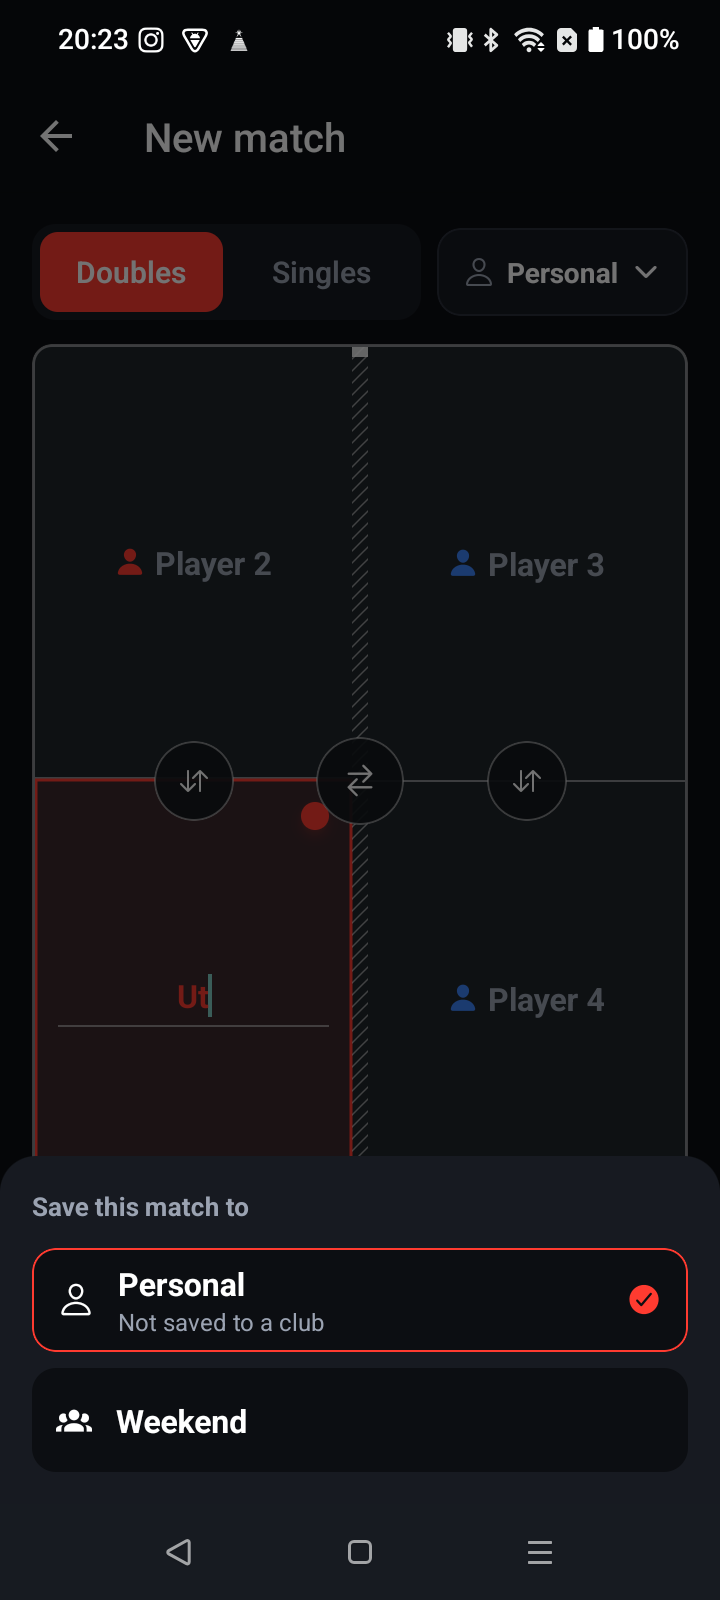 20:23 100%
New match
Doubles Singles Personal
Player 2 Player 3
Ut Player 4
Save this match to
Personal
Not saved to a club
Weekend